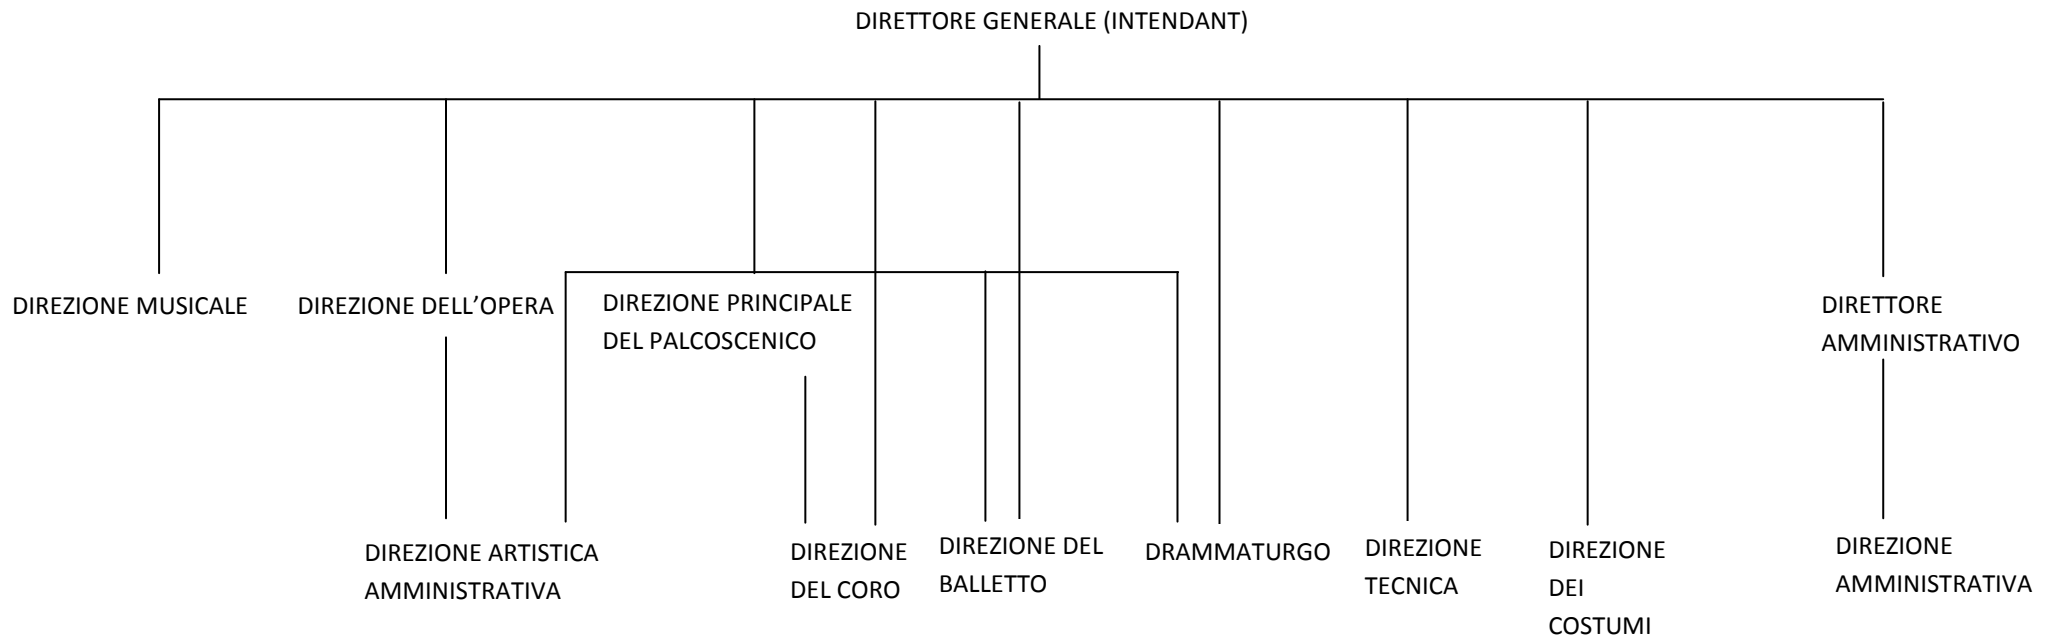 DIRETTORE GENERALE (INTENDANT)
DIREZIONE MUSICALE
DIREZIONE DELL’OPERA
DIREZIONE PRINCIPALE
DEL PALCOSCENICO
DIRETTORE
AMMINISTRATIVO
DIREZIONE ARTISTICA
AMMINISTRATIVA
DIREZIONE
DEL CORO
DIREZIONE DEL
BALLETTO
DRAMMATURGO
DIREZIONE
TECNICA
DIREZIONE
DEI
COSTUMI
DIREZIONE
AMMINISTRATIVA